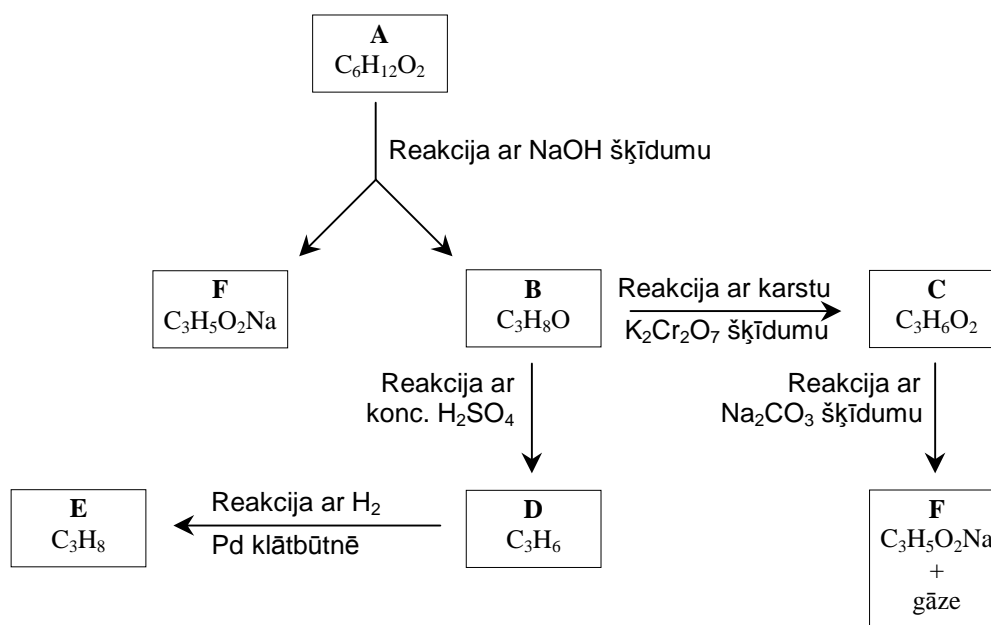 A
C₆H₁₂O₂
Reakcija ar NaOH šķīdumu
F
C₃H₅O₂Na
B
C₃H₈O
Reakcija ar karstu
K₂Cr₂O₇ šķīdumu
C
C₃H₆O₂
Reakcija ar
konc. H₂SO₄
Reakcija ar
Na₂CO₃ šķīdumu
E
C₃H₈
Reakcija ar H₂
Pd klātbūtnē
D
C₃H₆
F
C₃H₅O₂Na
+
gāze